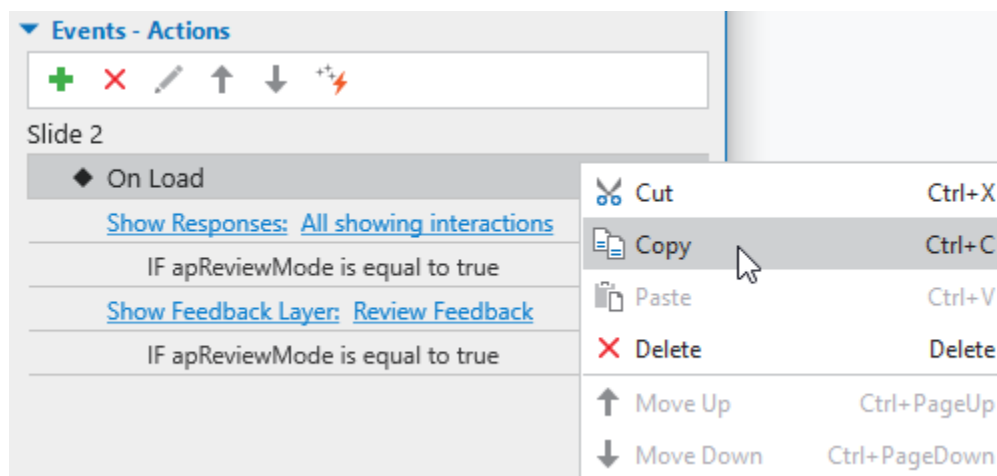 Events - Actions
Slide 2
On Load
Show Responses: All showing interactions
IF apReviewMode is equal to true
Show Feedback Layer: Review Feedback
IF apReviewMode is equal to true
Cut Ctrl+X
Copy Ctrl+C
Paste Ctrl+V
Delete Delete
Move Up Ctrl+PageUp
Move Down Ctrl+PageDown